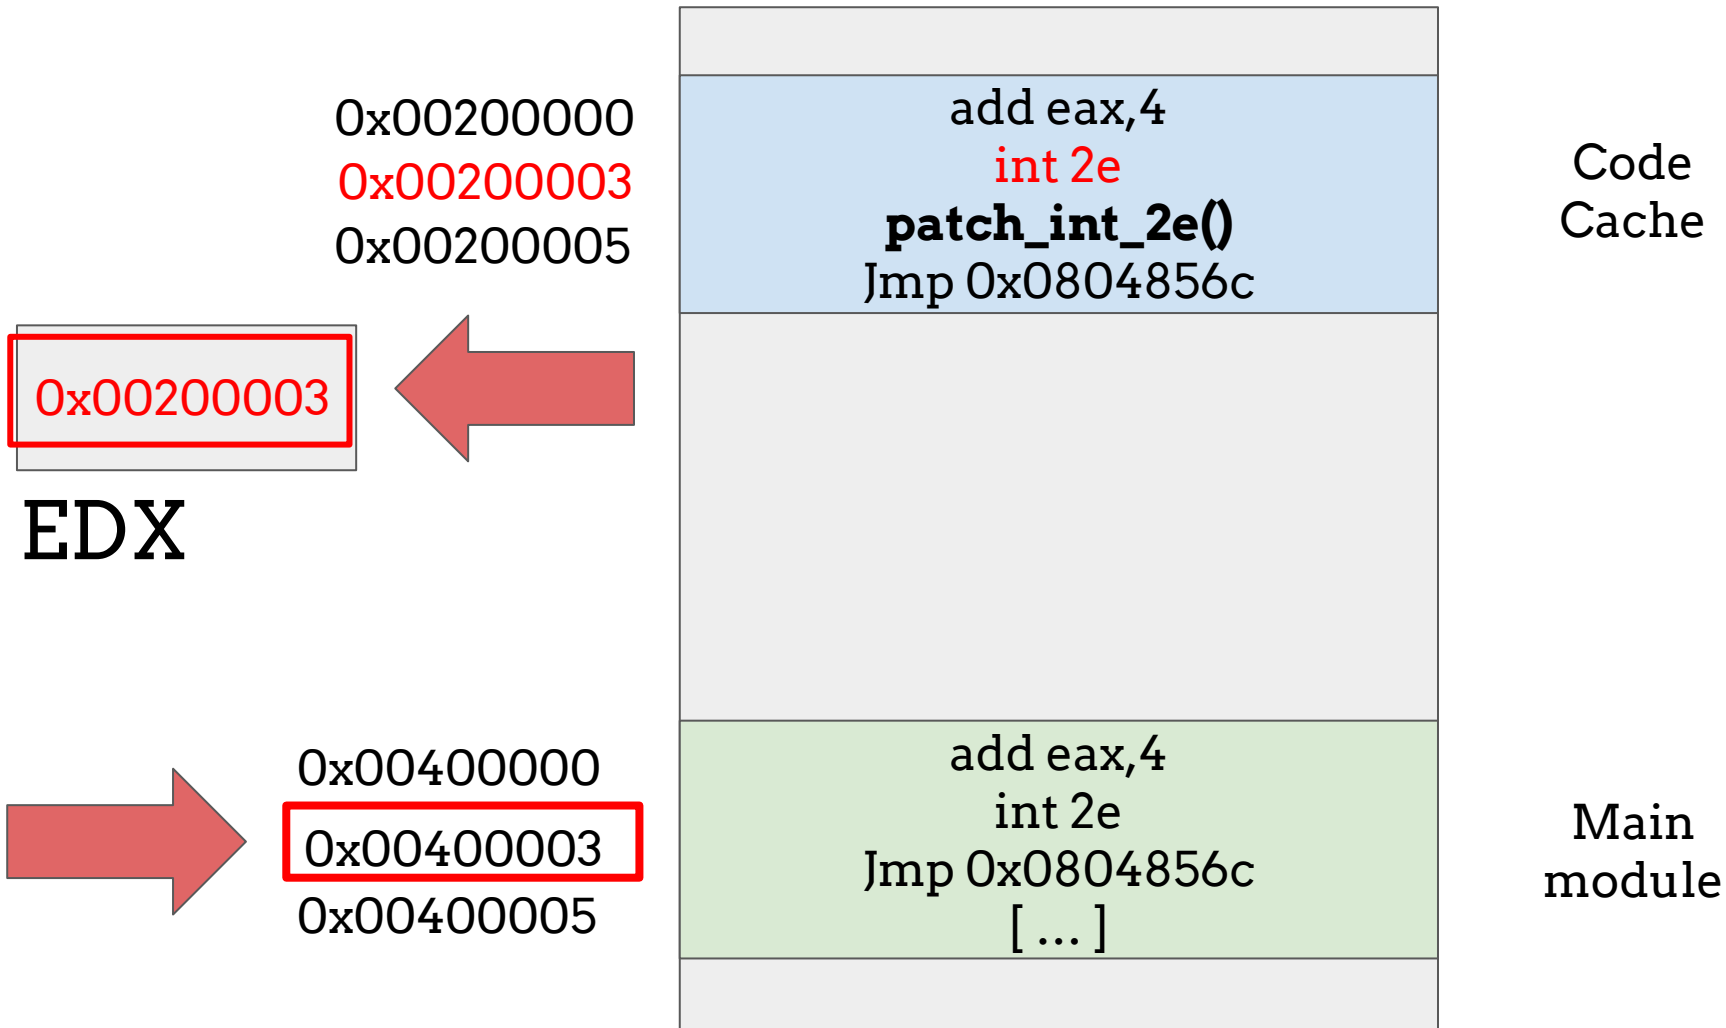 0x00200000
0x00200003
0x00200005
add eax,4
int 2e
patch_int_2e()
Jmp 0x0804856c
Code
Cache
0x00200003
EDX
0x00400000
0x00400003
0x00400005
add eax,4
int 2e
Jmp 0x0804856c
[ ... ]
Main
module